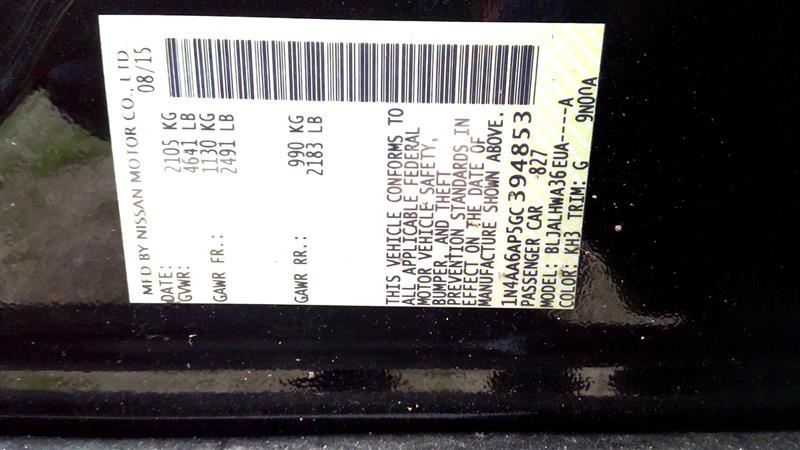 MFD BY NISSAN MOTOR CO., LTD
DATE: 08/15
GVWR: 2105 KG
4641 LB
GAWR FR.: 1130 KG
2491 LB
GAWR RR.: 990 KG
2183 LB
THIS VEHICLE CONFORMS TO
ALL APPLICABLE FEDERAL
MOTOR VEHICLE SAFETY,
BUMPER, AND THEFT
PREVENTION STANDARDS IN
EFFECT ON THE DATE OF
MANUFACTURE SHOWN ABOVE.
1N4AA6AP5GC394853
PASSENGER CAR -827
MODEL: BLJALHWA36EUA----A
COLOR: KH3 TRIM: G 9N00A